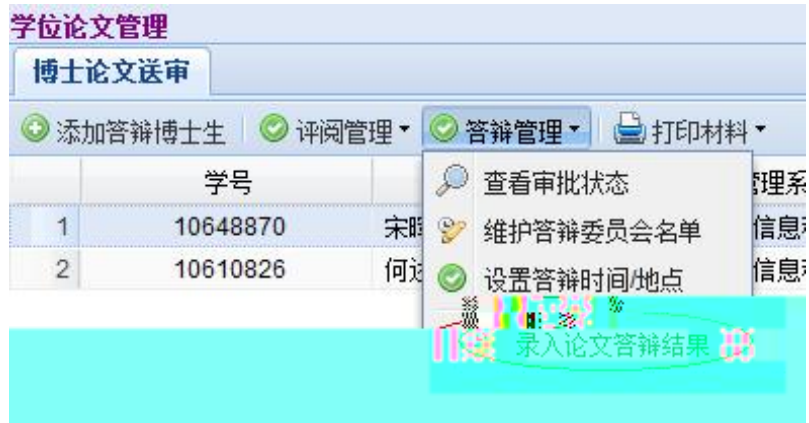 学位论文管理
博士论文送审
添加答辩博士生 评阅管理 答辩管理 打印材料
学号
查看审批状态
管理系
1 10648870
维护答辩委员会名单
信息
2 10610826 何
设置答辩时间/地点
信息
录入论文答辩结果